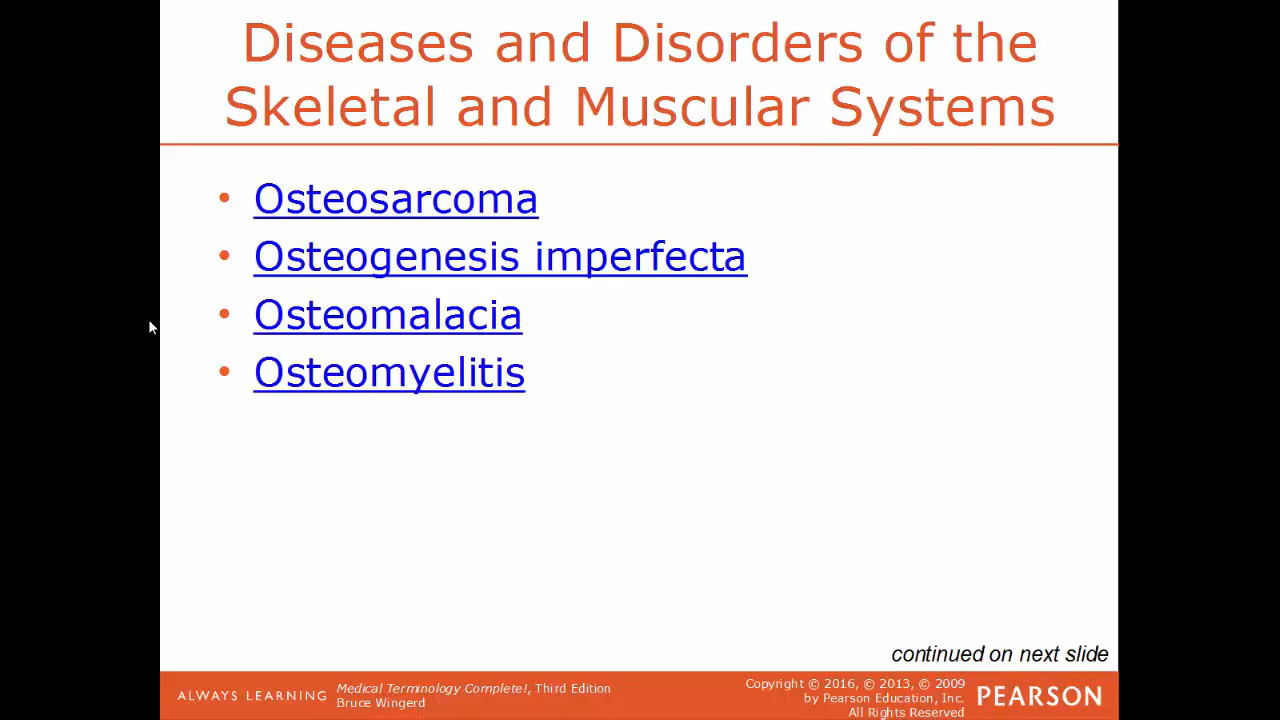 Diseases and Disorders of the
Skeletal and Muscular Systems
• Osteosarcoma
• Osteogenesis imperfecta
• Osteomalacia
• Osteomyelitis
continued on next slide
ALWAYS LEARNING
Medical Terminology Complete!, Third Edition
Bruce Wingerd
Copyright © 2016, © 2013, © 2009
by Pearson Education, Inc.
All Rights Reserved
PEARSON